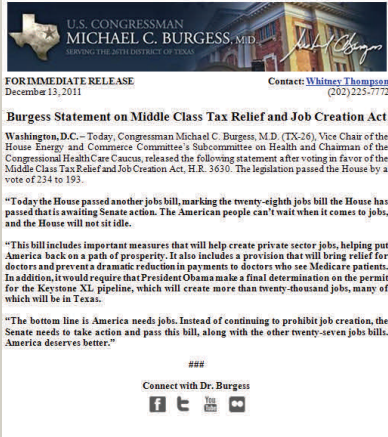 U.S. CONGRESSMAN
MICHAEL C. BURGESS, M.D.
SERVING THE 26TH DISTRICT OF TEXAS
FOR IMMEDIATE RELEASE Contact: Whitney Thompson
December 13, 2011 (202) 225-7772
Burgess Statement on Middle Class Tax Relief and Job Creation Act
Washington, D.C. – Today, Congressman Michael C. Burgess, M.D. (TX-26), Vice Chair of the
House Energy and Commerce Committee's Subcommittee on Health and Chairman of the
Congressional Health Care Caucus, released the following statement after voting in favor of the
Middle Class Tax Relief and Job Creation Act, H.R. 3630. The legislation passed the House by a
vote of 234 to 193.
“Today the House passed another jobs bill, marking the twenty-eighth jobs bill the House has
passed that is awaiting Senate action. The American people can't wait when it comes to jobs,
and the House will not sit idle.
“This bill includes important measures that will help create private sector jobs, helping put
America back on a path of prosperity. It also includes a provision that will bring relief for
doctors and prevent a dramatic reduction in payments to doctors who see Medicare patients.
In addition, it would require that President Obama make a final determination on the permit
for the Keystone XL pipeline, which will create more than twenty-thousand jobs, many of
which will be in Texas.
“The bottom line is America needs jobs. Instead of continuing to prohibit job creation, the
Senate needs to take action and pass this bill, along with the other twenty-seven jobs bills.
America deserves better.”
###
Connect with Dr. Burgess
f t You Tube